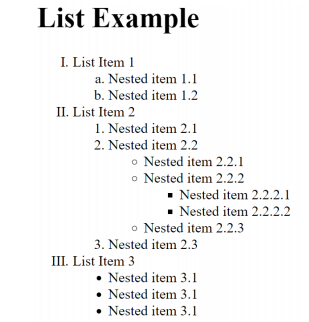 List Example
I. List Item 1
a. Nested item 1.1
b. Nested item 1.2
II. List Item 2
1. Nested item 2.1
2. Nested item 2.2
○ Nested item 2.2.1
○ Nested item 2.2.2
■ Nested item 2.2.2.1
■ Nested item 2.2.2.2
○ Nested item 2.2.3
3. Nested item 2.3
III. List Item 3
• Nested item 3.1
• Nested item 3.1
• Nested item 3.1